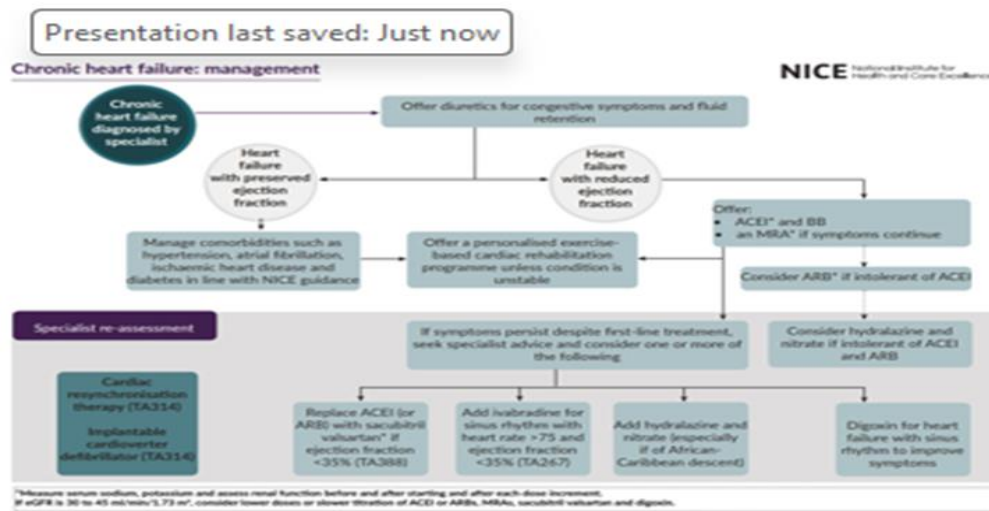 Presentation last saved: Just now
Chronic heart failure: management
NICE National Institute for
Health and Care Excellence
Chronic
heart failure
diagnosed by
specialist
Offer diuretics for congestive symptoms and fluid
retention
Heart
failure
with preserved
ejection
fraction
Heart
failure
with reduced
ejection
fraction
Offer:
• ACEI* and BB
• an MRA* if symptoms continue
Manage comorbidities such as
hypertension, atrial fibrillation,
ischaemic heart disease and
diabetes in line with NICE guidance
Offer a personalised exercise-
based cardiac rehabilitation
programme unless condition is
unstable
Consider ARB* if intolerant of ACEI
Specialist re-assessment
If symptoms persist despite first-line treatment,
seek specialist advice and consider one or more of
the following
Consider hydralazine and
nitrate if intolerant of ACEI
and ARB
Cardiac
resynchronisation
therapy (TA314)
Implantable
cardioverter
defibrillator (TA314)
Replace ACEI (or
ARB) with sacubitril
valsartan* if
ejection fraction
<35% (TA388)
Add ivabradine for
sinus rhythm with
heart rate >75 and
ejection fraction
<35% (TA267)
Add hydralazine and
nitrate (especially
if of African-
Caribbean descent)
Digoxin for heart
failure with sinus
rhythm to improve
symptoms
*Measure serum sodium, potassium and assess renal function before and after starting and after each dose increment.
If eGFR is 30 to 45 ml/min/1.73 m², consider lower doses or slower titration of ACEI or ARBs, MRAs, sacubitril valsartan and digoxin.